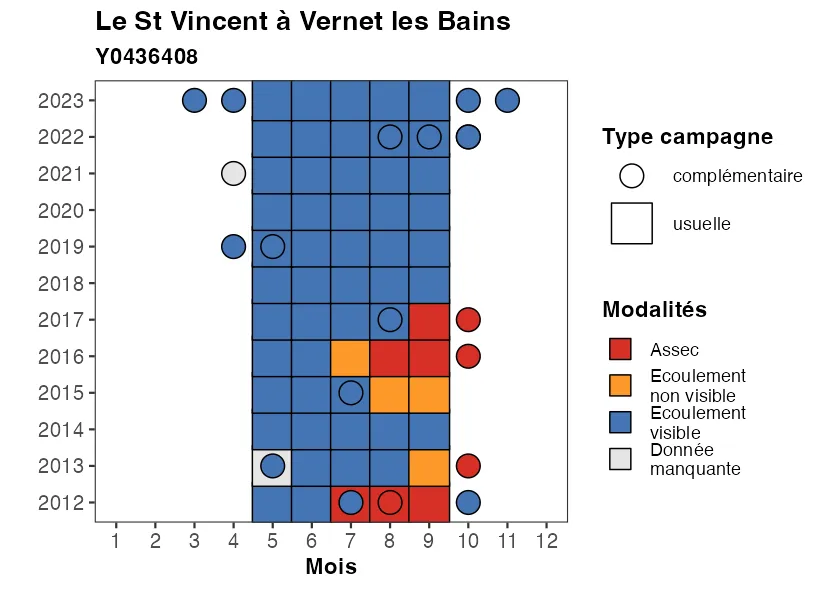 Le St Vincent à Vernet les Bains
Y0436408
2023
2022
2021
2020
2019
2018
2017
2016
2015
2014
2013
2012
1 2 3 4 5 6 7 8 9 10 11 12
Mois
Type campagne
complémentaire
usuelle
Modalités
Assec
Ecoulement
non visible
Ecoulement
visible
Donnée
manquante